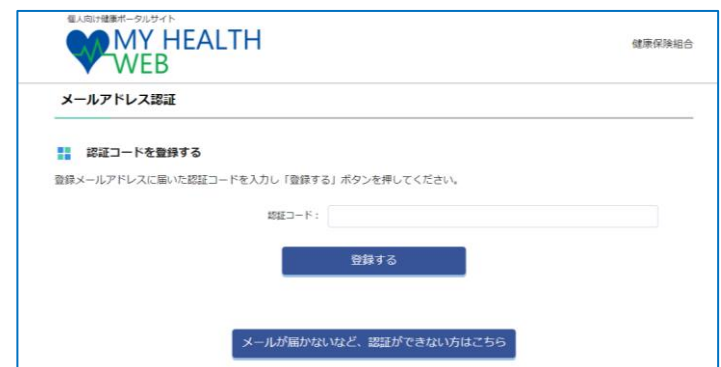 個人向け健康ポータルサイト
MY HEALTH
WEB
健康保険組合
メールアドレス認証
認証コードを登録する
登録メールアドレスに届いた認証コードを入力し「登録する」ボタンを押してください。
認証コード：
登録する
メールが届かないなど、認証ができない方はこちら